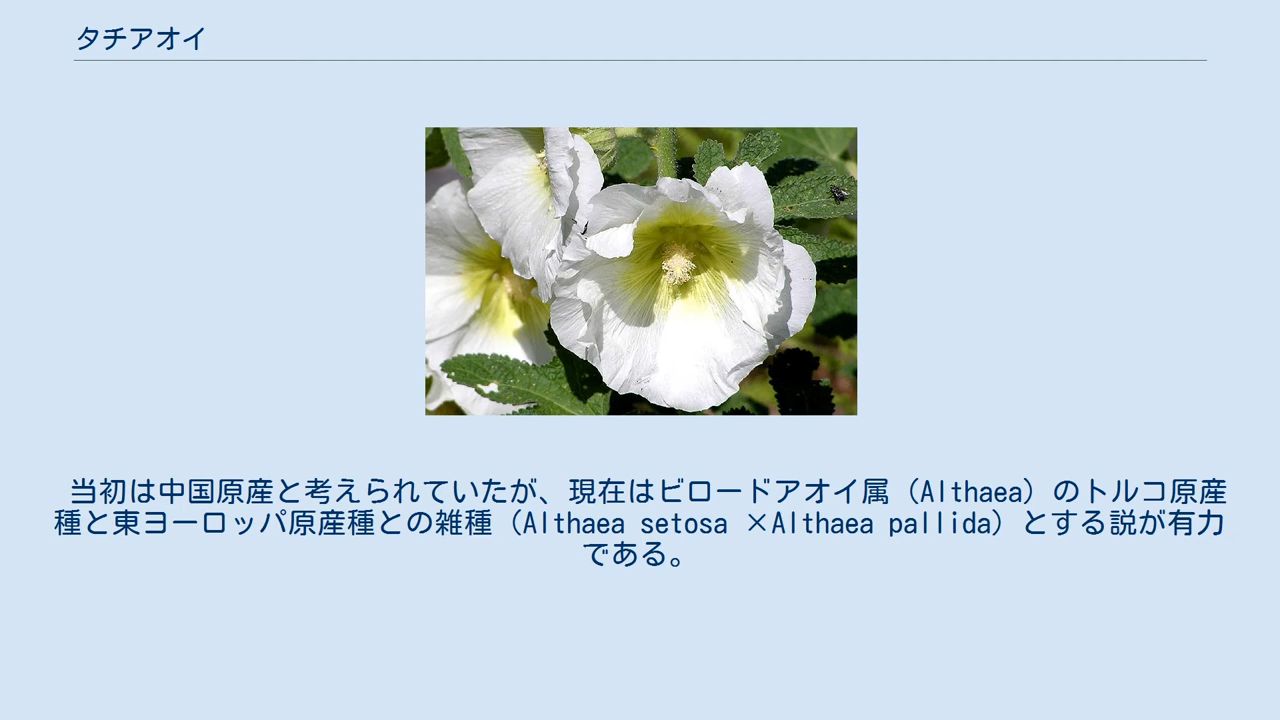 タチアオイ
当初は中国原産と考えられていたが、現在はビロードアオイ属（Althaea）のトルコ原産
種と東ヨーロッパ原産種との雑種（Althaea setosa ×Althaea pallida）とする説が有力
である。